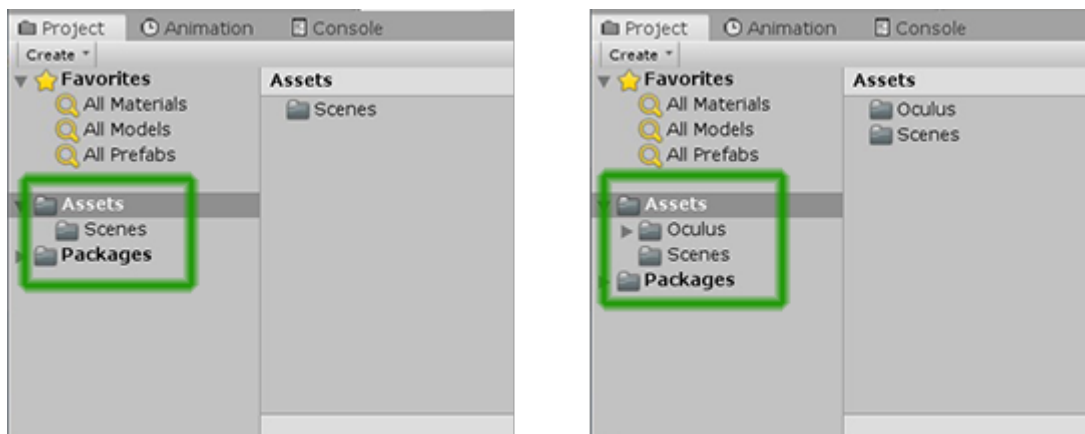 Project Animation Console
Create
Favorites
All Materials
All Models
All Prefabs
Assets
Scenes
Packages
Assets
Scenes
Project Animation Console
Create
Favorites
All Materials
All Models
All Prefabs
Assets
Oculus
Scenes
Packages
Assets
Oculus
Scenes